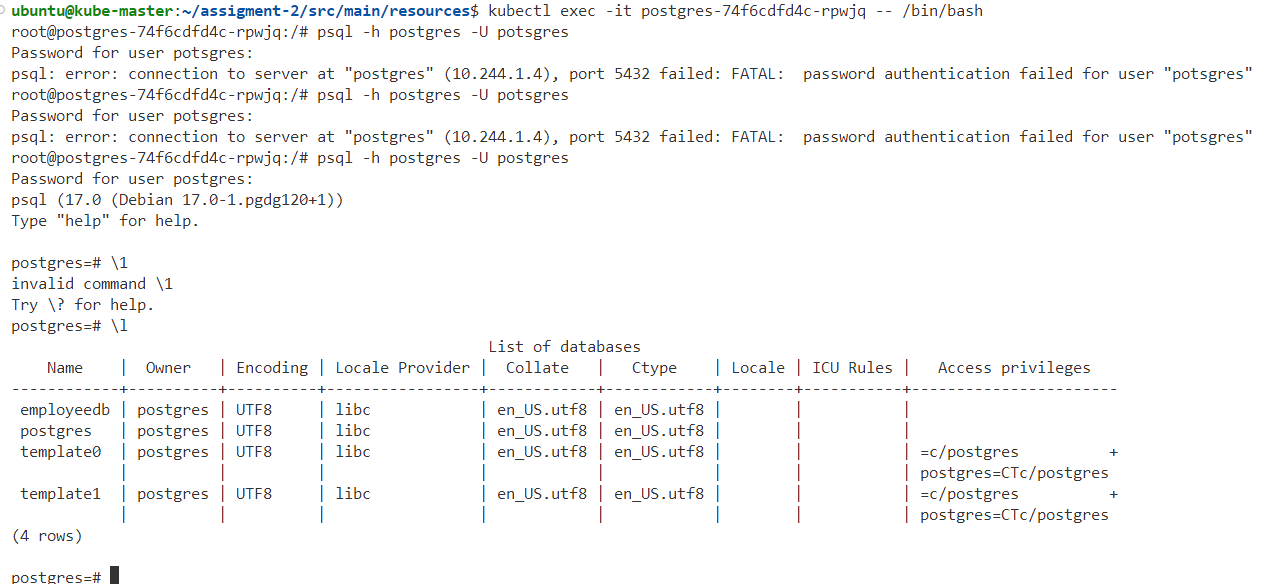 ubuntu@kube-master:~/assigment-2/src/main/resources$ kubectl exec -it postgres-74f6cdfd4c-rpwjq -- /bin/bash
root@postgres-74f6cdfd4c-rpwjq:/# psql -h postgres -U potsgres
Password for user potsgres:
psql: error: connection to server at "postgres" (10.244.1.4), port 5432 failed: FATAL:  password authentication failed for user "potsgres"
root@postgres-74f6cdfd4c-rpwjq:/# psql -h postgres -U potsgres
Password for user potsgres:
psql: error: connection to server at "postgres" (10.244.1.4), port 5432 failed: FATAL:  password authentication failed for user "potsgres"
root@postgres-74f6cdfd4c-rpwjq:/# psql -h postgres -U postgres
Password for user postgres:
psql (17.0 (Debian 17.0-1.pgdg120+1))
Type "help" for help.

postgres=# \1
invalid command \1
Try \? for help.
postgres=# \l
                                                     List of databases
    Name    |  Owner   | Encoding | Locale Provider |  Collate   |   Ctype    | Locale | ICU Rules |   Access privileges
------------+----------+----------+-----------------+------------+------------+--------+-----------+-----------------------
 employeedb | postgres | UTF8     | libc            | en_US.utf8 | en_US.utf8 |        |           |
 postgres   | postgres | UTF8     | libc            | en_US.utf8 | en_US.utf8 |        |           |
 template0  | postgres | UTF8     | libc            | en_US.utf8 | en_US.utf8 |        |           | =c/postgres          +
            |          |          |                 |            |            |        |           | postgres=CTc/postgres
 template1  | postgres | UTF8     | libc            | en_US.utf8 | en_US.utf8 |        |           | =c/postgres          +
            |          |          |                 |            |            |        |           | postgres=CTc/postgres
(4 rows)

postgres=#